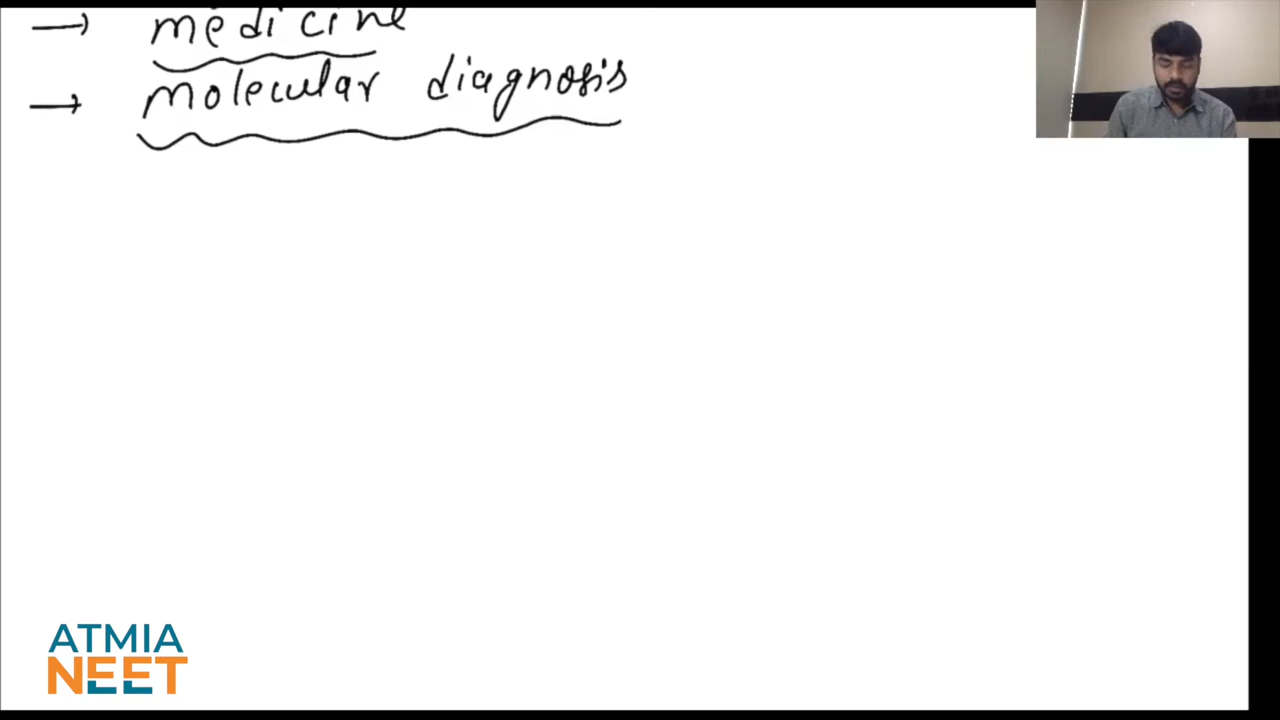 → medicine
→ molecular diagnosis
ATMIA
NEET